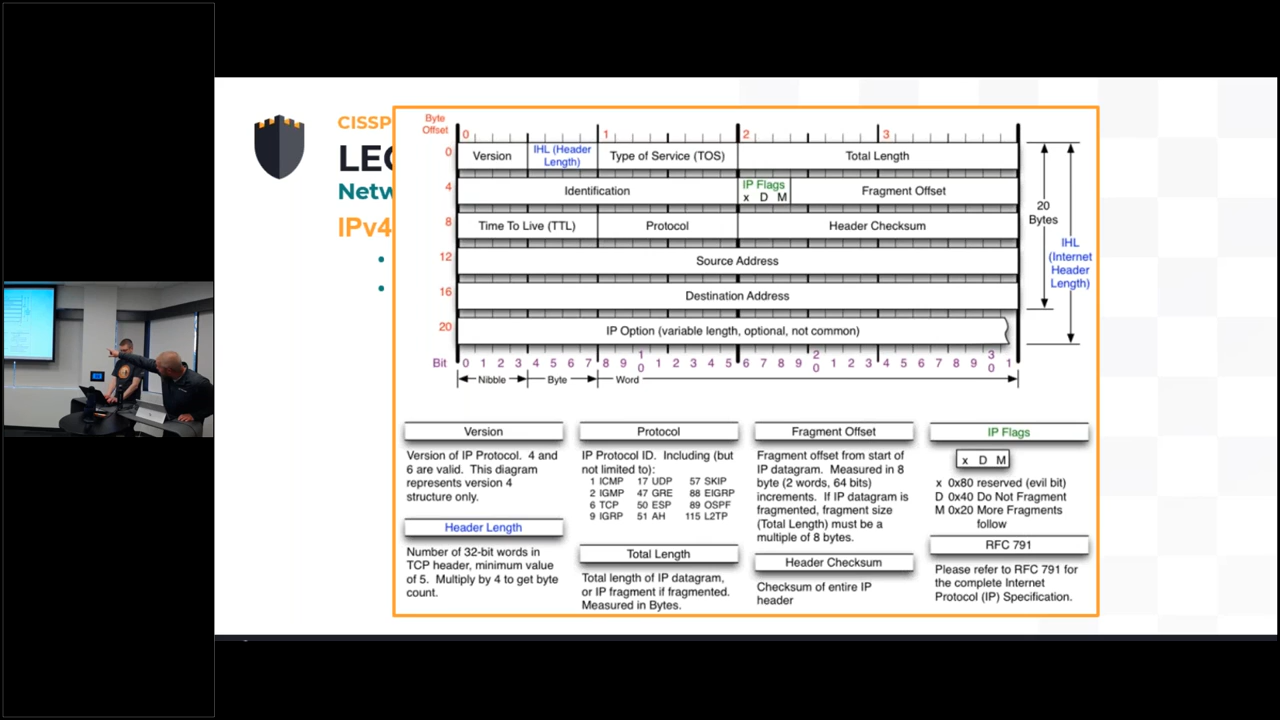 CISSP
LEC
Netw
IPv4
Byte
Offset
0 1 2 3
0 Version IHL (Header Length) Type of Service (TOS) Total Length
4 Identification IP Flags x D M Fragment Offset
8 Time To Live (TTL) Protocol Header Checksum
12 Source Address
16 Destination Address
20 IP Option (variable length, optional, not common)
20
Bytes
IHL
(Internet
Header
Length)
Bit 0 1 2 3 4 5 6 7 8 9 10 1 2 3 4 5 6 7 8 9 20 1 2 3 4 5 6 7 8 9 30 1
Nibble Byte Word
Version
Version of IP Protocol. 4 and
6 are valid. This diagram
represents version 4
structure only.
Header Length
Number of 32-bit words in
TCP header, minimum value
of 5. Multiply by 4 to get byte
count.
Protocol
IP Protocol ID. Including (but
not limited to):
1 ICMP 17 UDP 57 SKIP
2 IGMP 47 GRE 88 EIGRP
6 TCP 50 ESP 89 OSPF
9 IGRP 51 AH 115 L2TP
Total Length
Total length of IP datagram,
or IP fragment if fragmented.
Measured in Bytes.
Fragment Offset
Fragment offset from start of
IP datagram. Measured in 8
byte (2 words, 64 bits)
increments. If IP datagram is
fragmented, fragment size
(Total Length) must be a
multiple of 8 bytes.
Header Checksum
Checksum of entire IP
header
IP Flags
x D M
x 0x80 reserved (evil bit)
D 0x40 Do Not Fragment
M 0x20 More Fragments
follow
RFC 791
Please refer to RFC 791 for
the complete Internet
Protocol (IP) Specification.